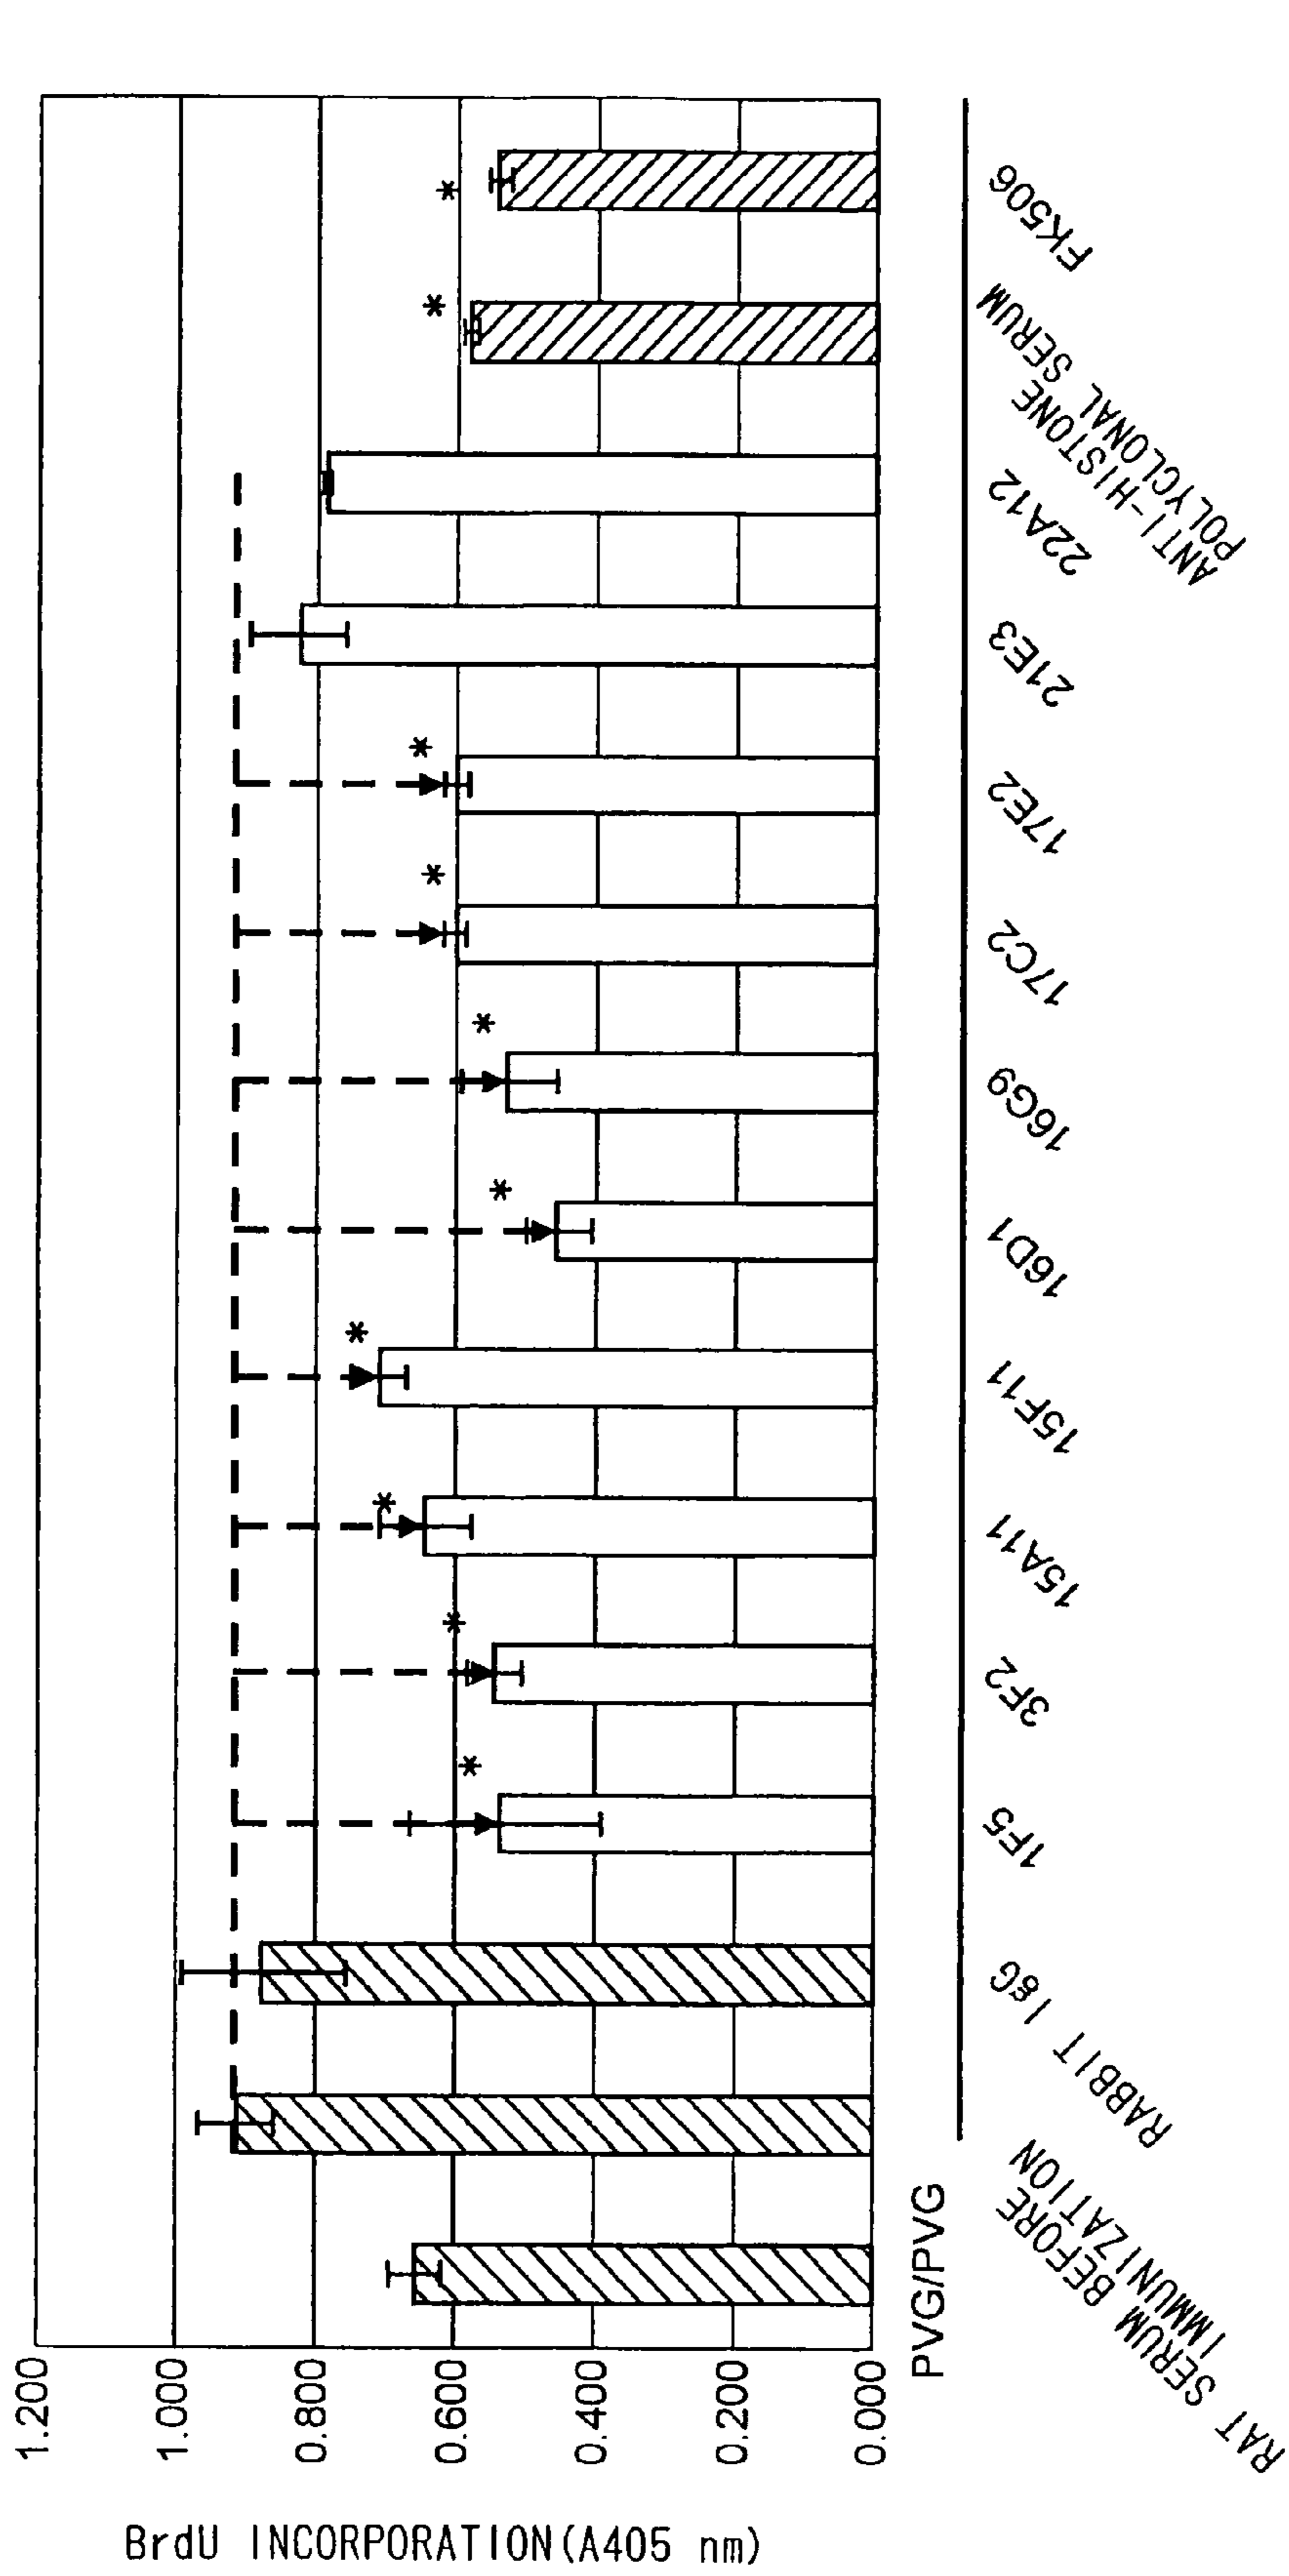 BrdU INCORPORATION(A405 nm)
1.200
1.000
0.800
0.600
0.400
0.200
0.000
*
*
*
*
*
*
*
*
*
*
PVG/PVG
RAT SERUM BEFORE
IMMUNIZATION
RABBIT IgG
1F5
3F2
15A11
15F11
16D1
16G9
17C2
17E2
21E3
22A12
ANTI-HISTONE
POLYCLONAL SERUM
FK506